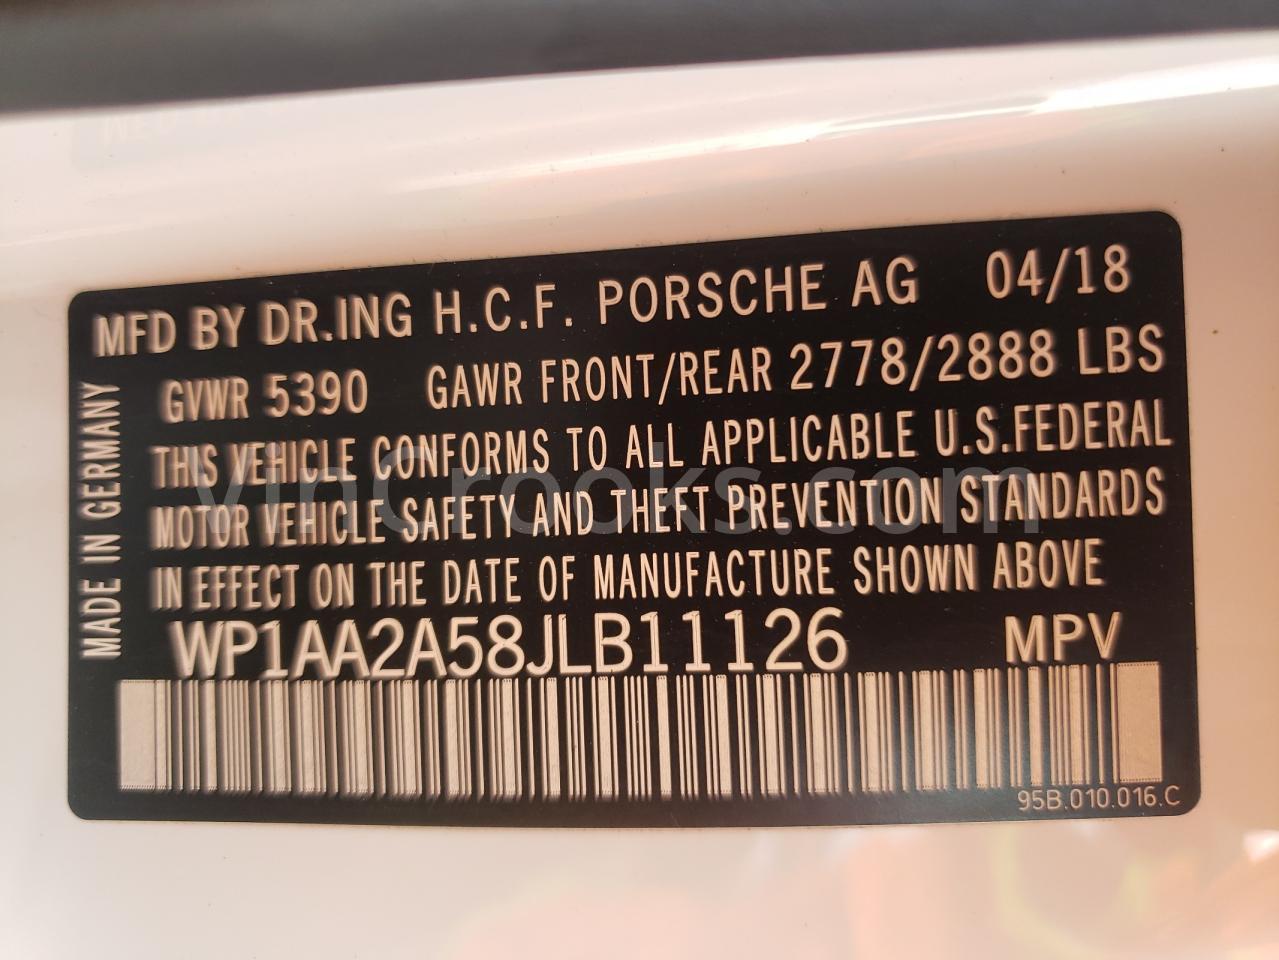 MFD BY DR.ING H.C.F. PORSCHE AG 04/18
GVWR 5390 GAWR FRONT/REAR 2778/2888 LBS
THIS VEHICLE CONFORMS TO ALL APPLICABLE U.S.FEDERAL
MOTOR VEHICLE SAFETY AND THEFT PREVENTION STANDARDS
IN EFFECT ON THE DATE OF MANUFACTURE SHOWN ABOVE
WP1AA2A58JLB11126 MPV
95B.010.016.C
MADE IN GERMANY
VinCrooks.com